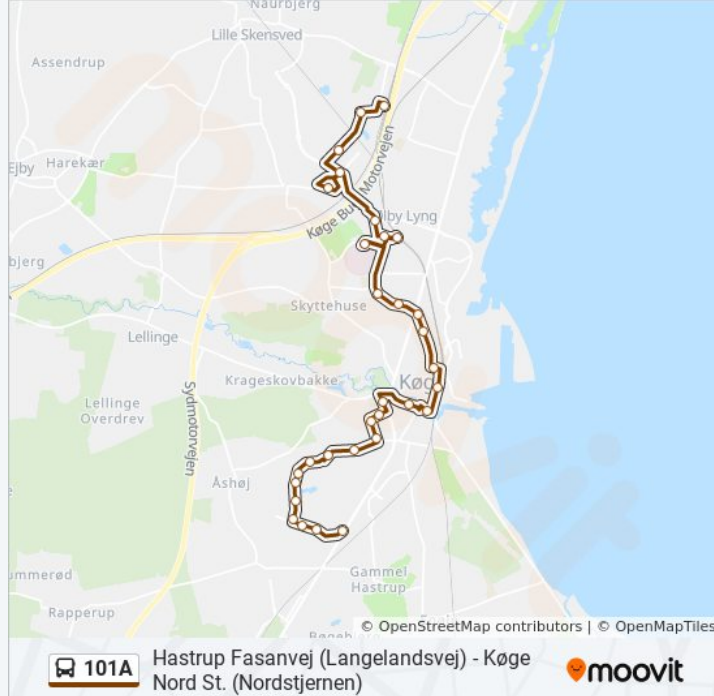 Naurbjerg
Lille Skensved
Assendrup
Ejby
Harekær
Køge Bu
Motorvejen
Ølby Lyng
bjerg
Skyttehuse
Lellinge
Krageskovbakke
Køg
Lellinge
Overdrev
Sydmotorvejen
Åshøj
ummerød
Gammel
Hastrup
Rapperup
© OpenStreetMap contributors | © OpenMapTiles
101A
Hastrup Fasanvej (Langelandsvej) - Køge
Nord St. (Nordstjernen)
moovit